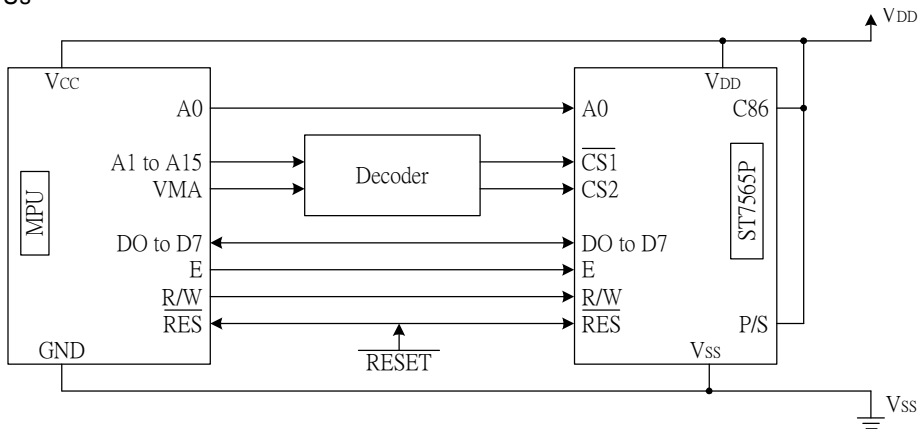 Us
VDD
VCC
VDD
A0
A0
C86
A1 to A15
Decoder
CS1
VMA
CS2
MPU
ST7565P
DO to D7
DO to D7
E
E
R/W
R/W
RES
RES
P/S
GND
RESET
VSS
VSS